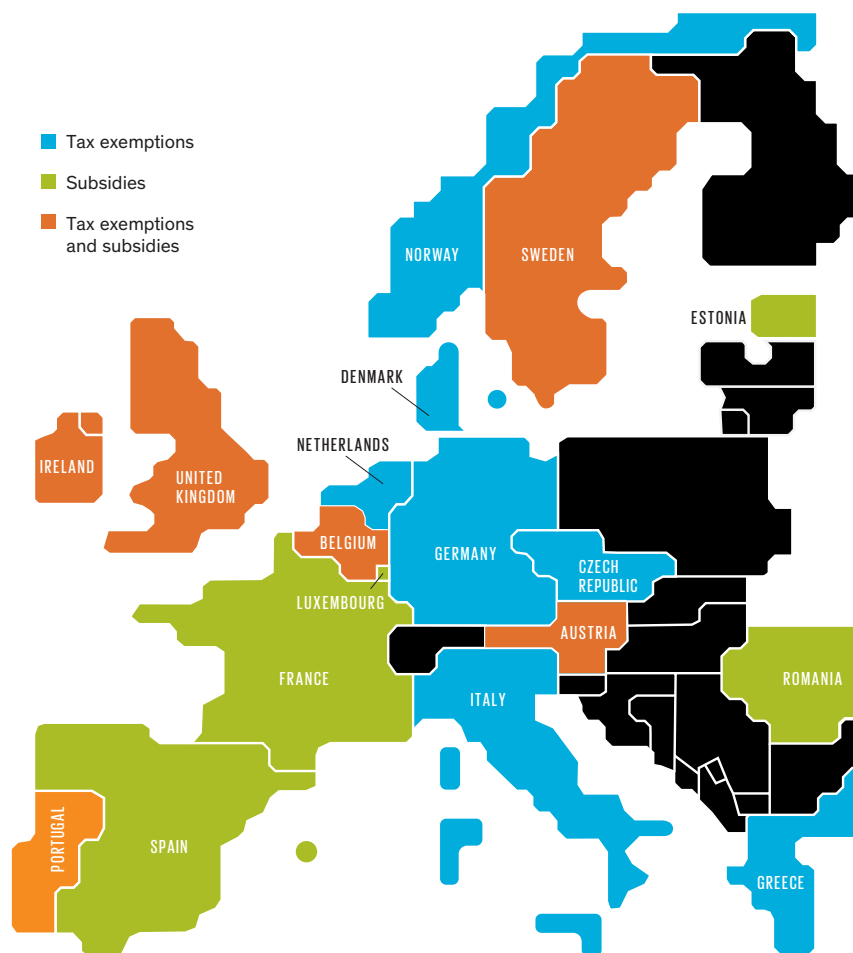 Tax exemptions
Subsidies
Tax exemptions
and subsidies
NORWAY
SWEDEN
ESTONIA
DENMARK
NETHERLANDS
IRELAND
UNITED
KINGDOM
BELGIUM
GERMANY
CZECH
REPUBLIC
LUXEMBOURG
AUSTRIA
FRANCE
ITALY
ROMANIA
PORTUGAL
SPAIN
GREECE